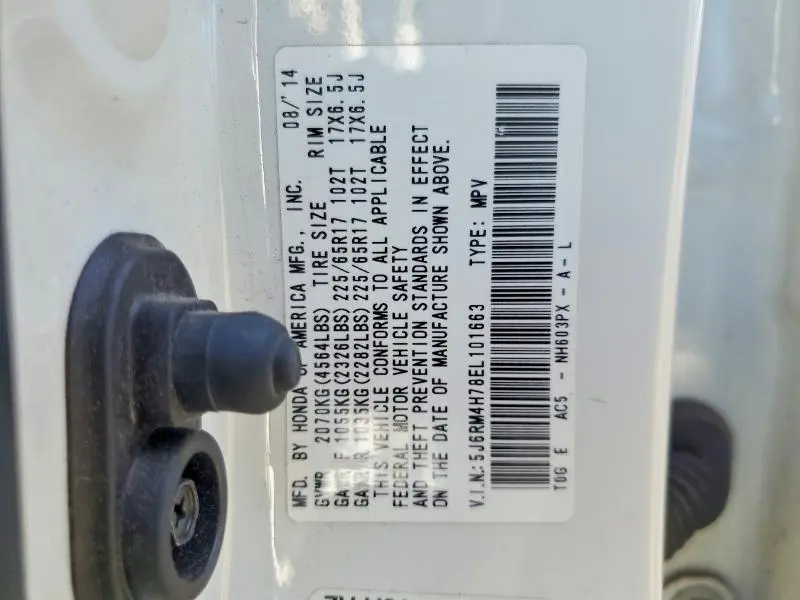 MFD. BY HONDA OF AMERICA MFG., INC. 08/'14
GVWR 2070KG(4564LBS) TIRE SIZE RIM SIZE
F 1055KG(2326LBS) 225/65R17 102T 17X6.5J
R 1035KG(2282LBS) 225/65R17 102T 17X6.5J
THIS VEHICLE CONFORMS TO ALL APPLICABLE
FEDERAL MOTOR VEHICLE SAFETY
AND THEFT PREVENTION STANDARDS IN EFFECT
ON THE DATE OF MANUFACTURE SHOWN ABOVE.
V.I.N.: 5J6RM4H78EL101663 TYPE: MPV
T0G E AC5 - NH603PX - A - L